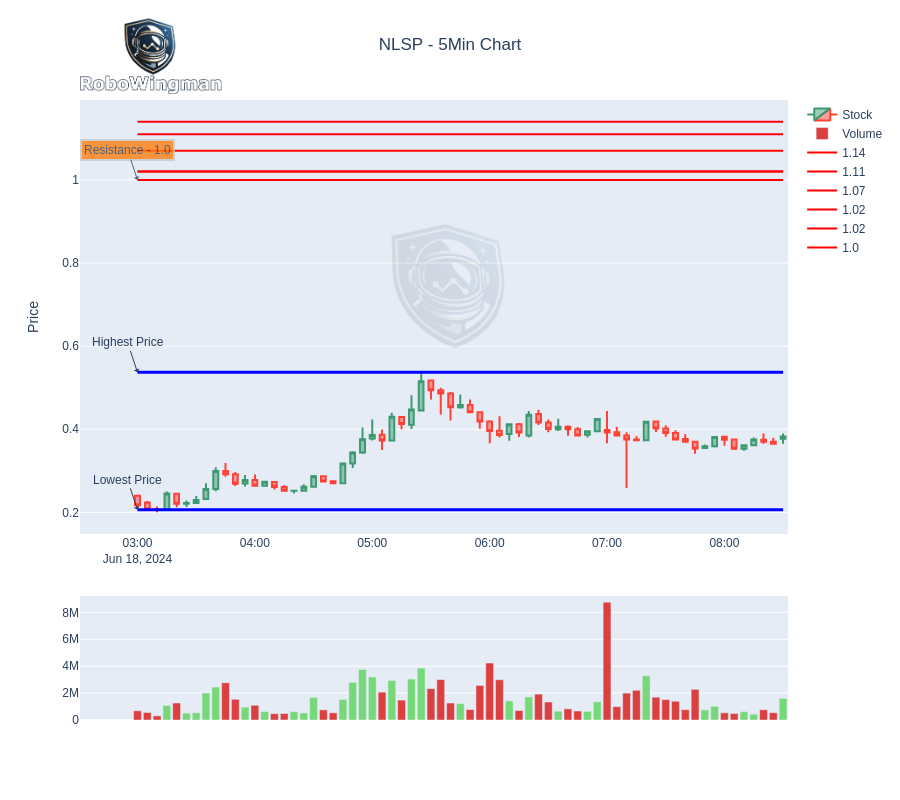 RoboWingman
NLSP - 5Min Chart
Stock
Volume
1.14
1.11
1.07
1.02
1.02
1.0
Resistance - 1.0
Price
1
0.8
0.6
0.4
0.2
Highest Price
Lowest Price
03:00 04:00 05:00 06:00 07:00 08:00
Jun 18, 2024
8M
6M
4M
2M
0